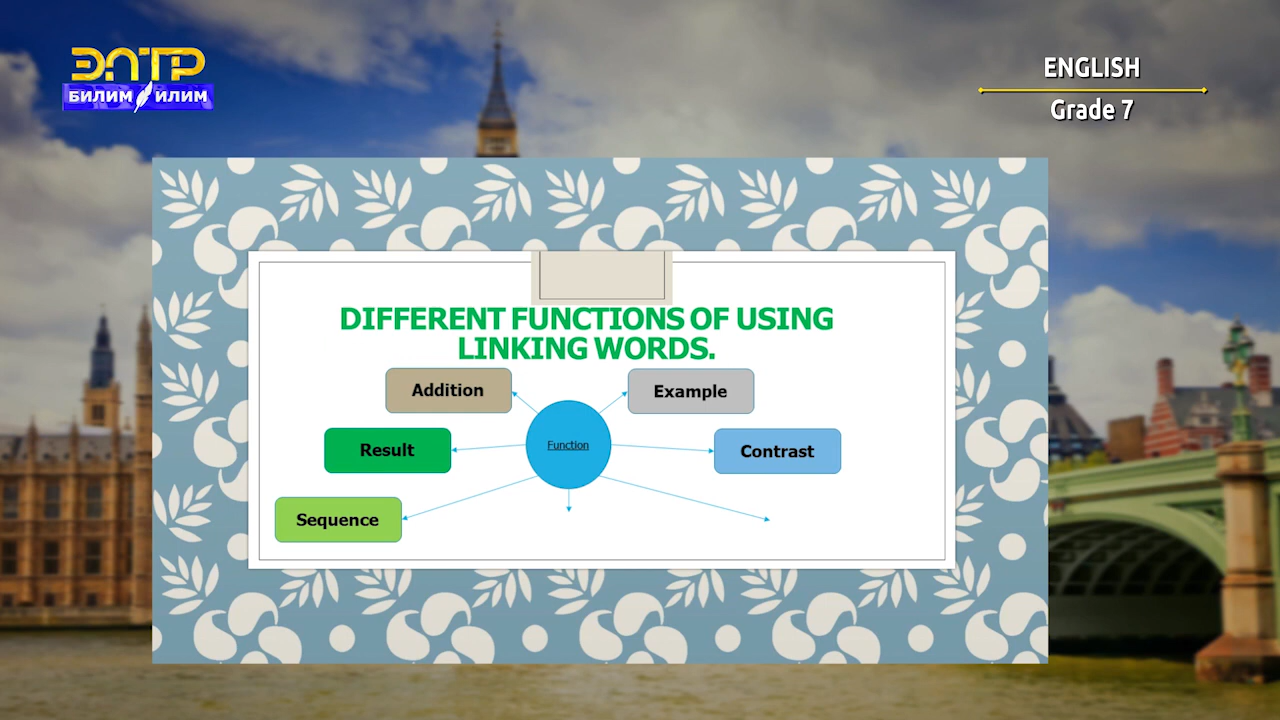 ЭЛТР
БИЛИМ ИЛИМ
ENGLISH
Grade 7
DIFFERENT FUNCTIONS OF USING
LINKING WORDS.
Addition
Example
Function
Result
Contrast
Sequence